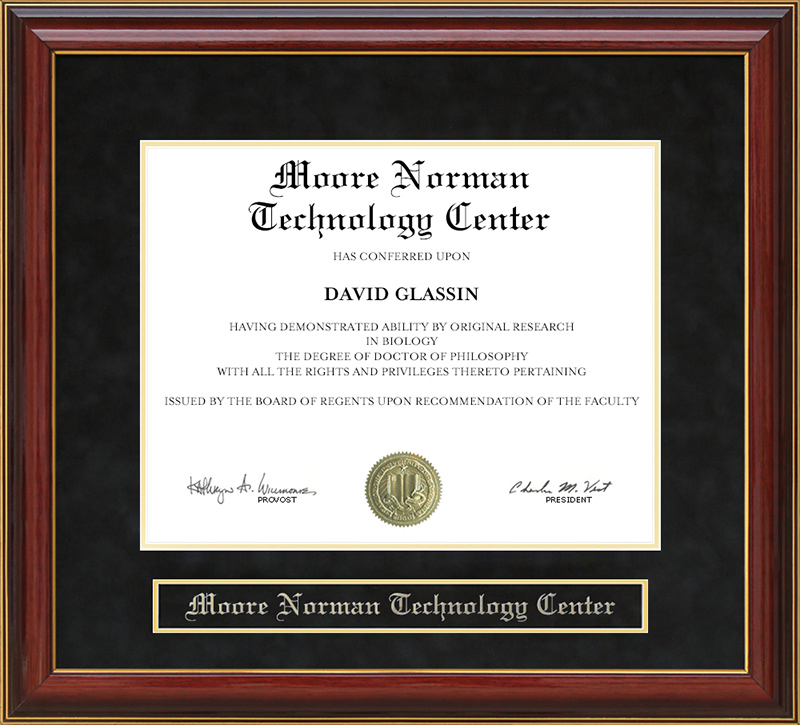 Moore Norman
Technology Center
HAS CONFERRED UPON
DAVID GLASSIN
HAVING DEMONSTRATED ABILITY BY ORIGINAL RESEARCH
IN BIOLOGY
THE DEGREE OF DOCTOR OF PHILOSOPHY
WITH ALL THE RIGHTS AND PRIVILEGES THERETO PERTAINING
ISSUED BY THE BOARD OF REGENTS UPON RECOMMENDATION OF THE FACULTY
Charles M. Vest
PROVOST
PRESIDENT
Moore Norman Technology Center